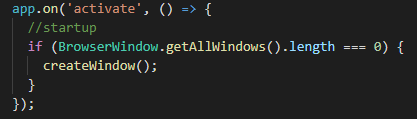 app.on('activate', () => {
  //startup
  if (BrowserWindow.getAllWindows().length === 0) {
    createWindow();
  }
});